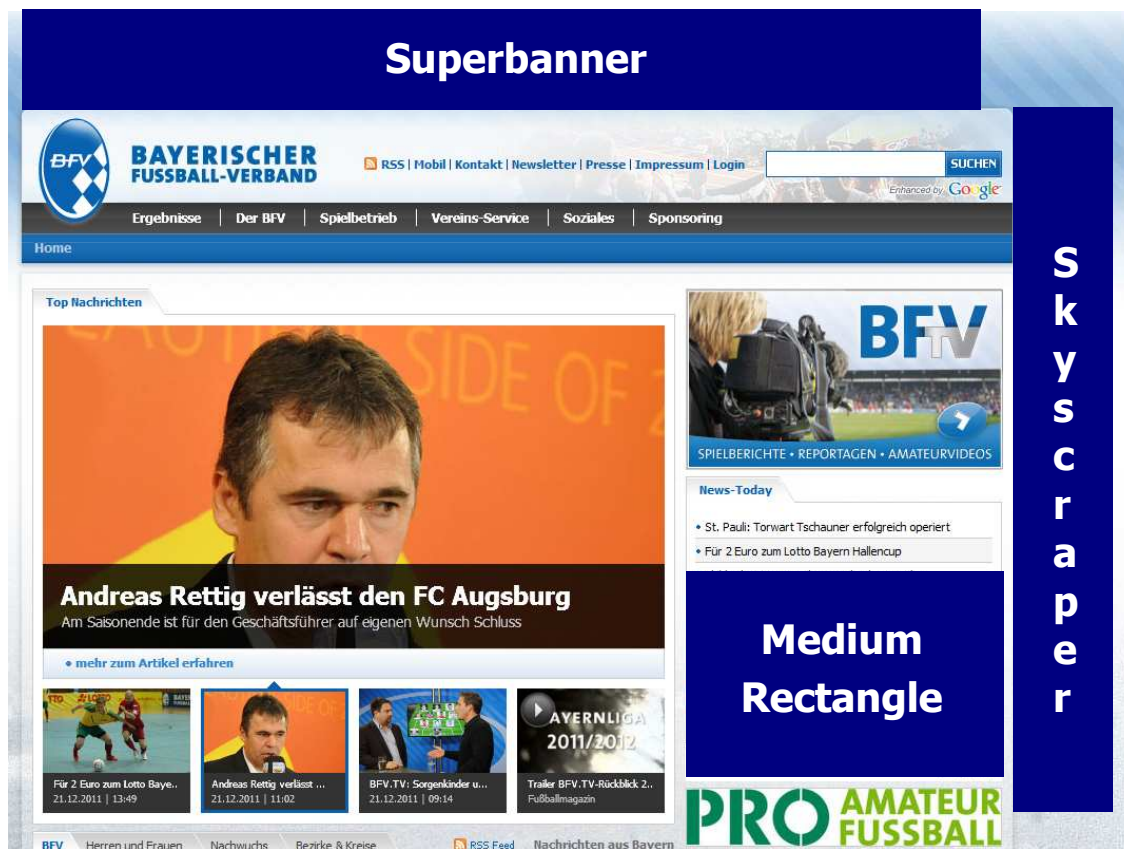 Superbanner
BFV
BAYERISCHER
FUSSBALL-VERBAND
RSS | Mobil | Kontakt | Newsletter | Presse | Impressum | Login
SUCHEN
Enhanced by Google
Ergebnisse | Der BFV | Spielbetrieb | Vereins-Service | Soziales | Sponsoring
Home
Skyscraper
Top Nachrichten
SIDE OF
Andreas Rettig verlässt den FC Augsburg
Am Saisonende ist für den Geschäftsführer auf eigenen Wunsch Schluss
• mehr zum Artikel erfahren
Für 2 Euro zum Lotto Baye..
21.12.2011 | 13:49
Andreas Rettig verlässt ...
21.12.2011 | 11:02
BFV.TV: Sorgenkinder u...
21.12.2011 | 09:14
AYERNLIGA
2011/2012
Trailer BFV.TV-Rückblick 2..
Fußballmagazin
BFV
TV
SPIELBERICHTE • REPORTAGEN • AMATEURVIDEOS
News-Today
• St. Pauli: Torwart Tschauner erfolgreich operiert
• Für 2 Euro zum Lotto Bayern Hallencup
Medium
Rectangle
PRO AMATEUR
FUSSBALL
BFV Herren und Frauen Nachwuchs Bezirke & Kreise
RSS Feed Nachrichten aus Bayern